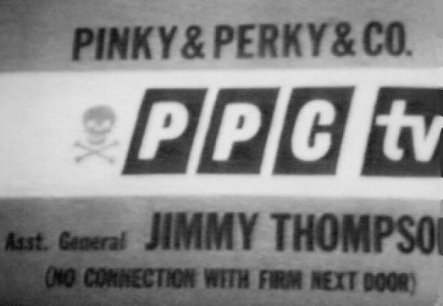 PINKY & PERKY & CO.
PPC tv
Asst. General JIMMY THOMPSO
(NO CONNECTION WITH FIRM NEXT DOOR)